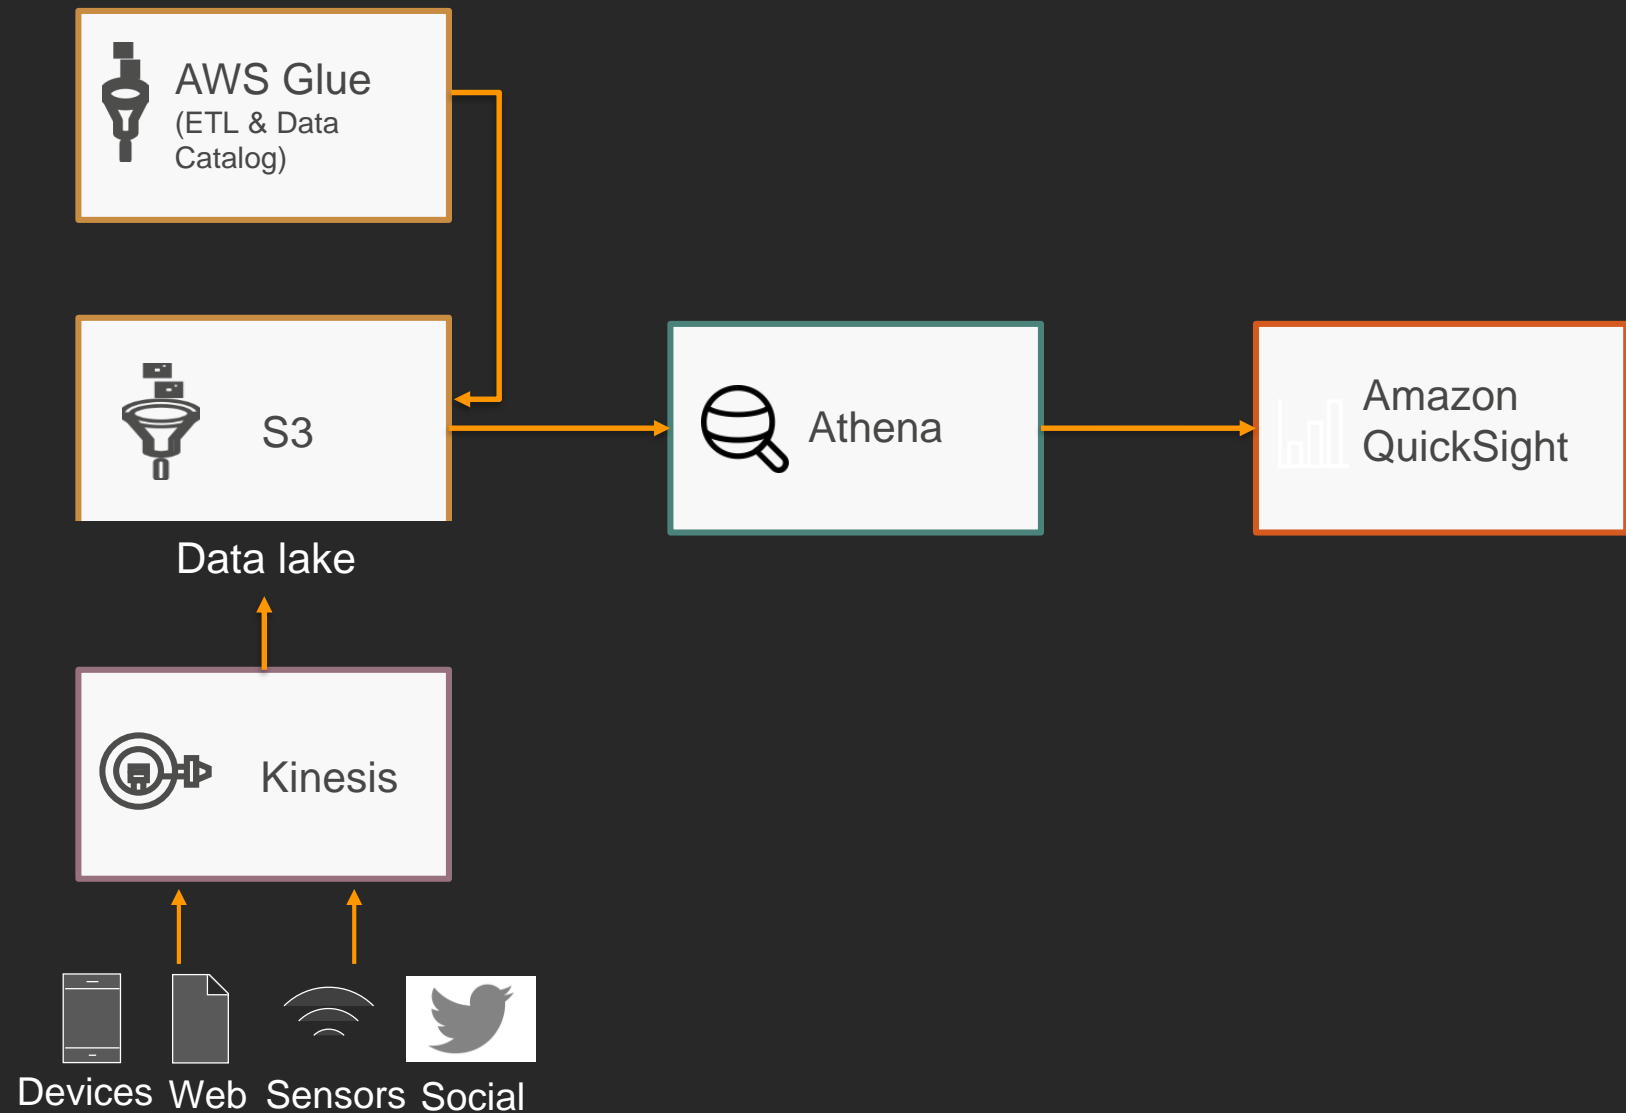 AWS Glue
(ETL & Data
Catalog)
S3
Data lake
Athena
Amazon
QuickSight
Kinesis
Devices
Web
Sensors
Social